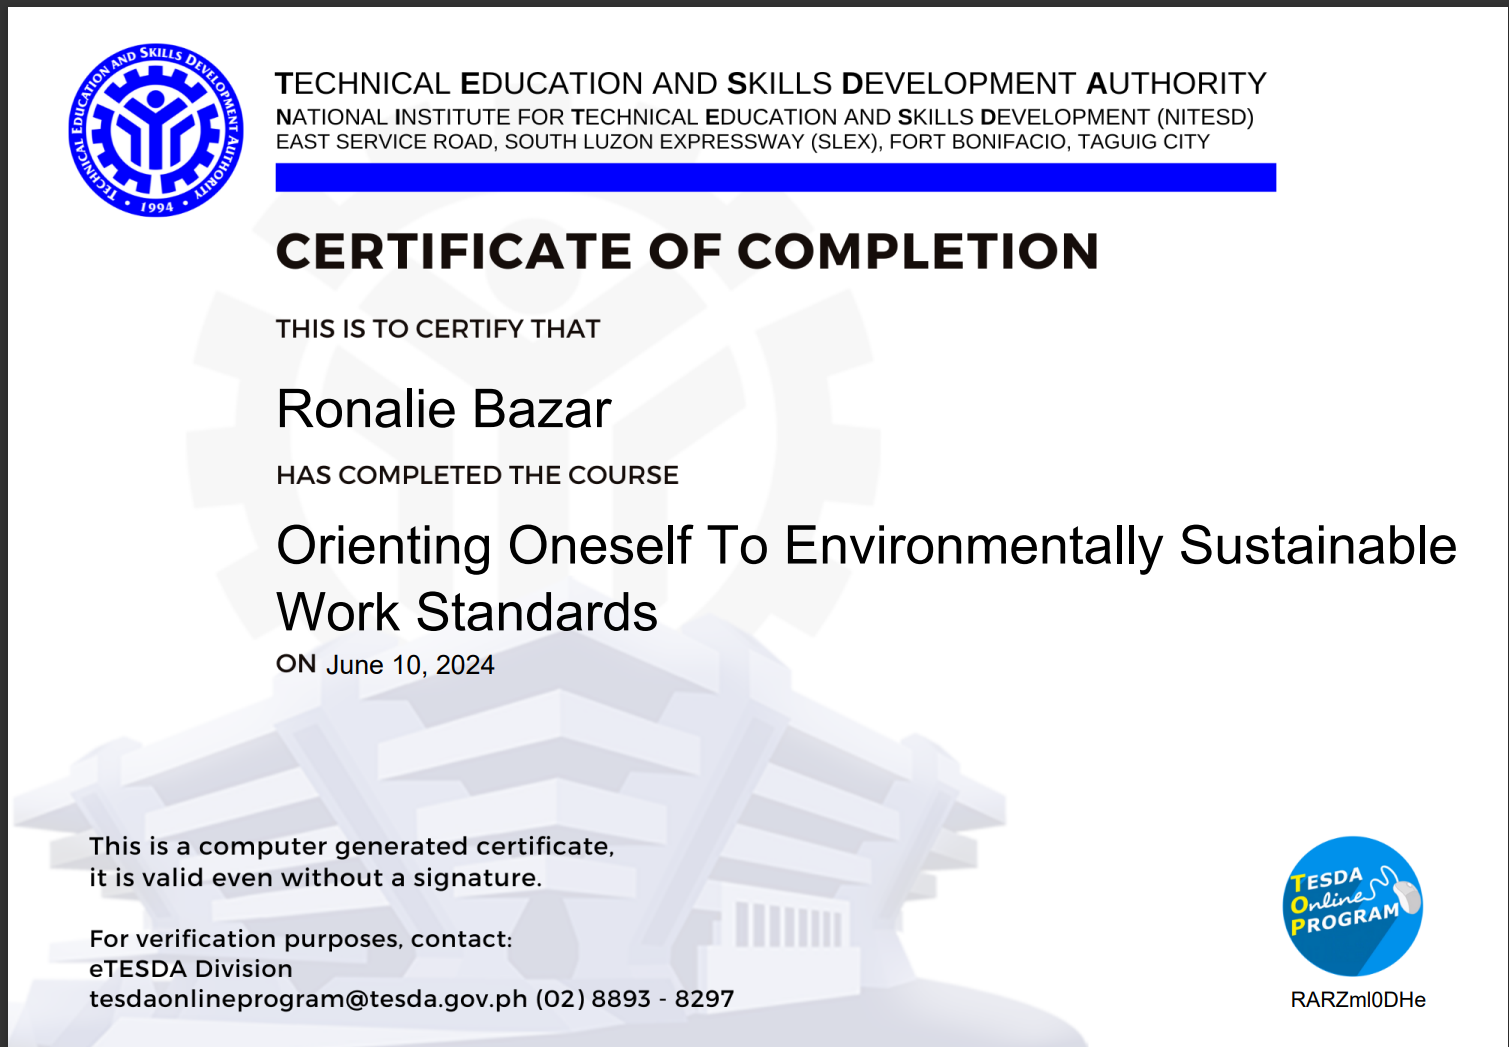 TECHNICAL EDUCATION AND SKILLS DEVELOPMENT AUTHORITY
TECHNICAL EDUCATION AND SKILLS DEVELOPMENT AUTHORITY
• 1994 •
NATIONAL INSTITUTE FOR TECHNICAL EDUCATION AND SKILLS DEVELOPMENT (NITESD)
EAST SERVICE ROAD, SOUTH LUZON EXPRESSWAY (SLEX), FORT BONIFACIO, TAGUIG CITY
CERTIFICATE OF COMPLETION
THIS IS TO CERTIFY THAT
Ronalie Bazar
HAS COMPLETED THE COURSE
Orienting Oneself To Environmentally Sustainable
Work Standards
ON June 10, 2024
This is a computer generated certificate,
it is valid even without a signature.
For verification purposes, contact:
eTESDA Division
tesdaonlineprogram@tesda.gov.ph (02) 8893 - 8297
TESDA
Online
PROGRAM
RARZml0DHe